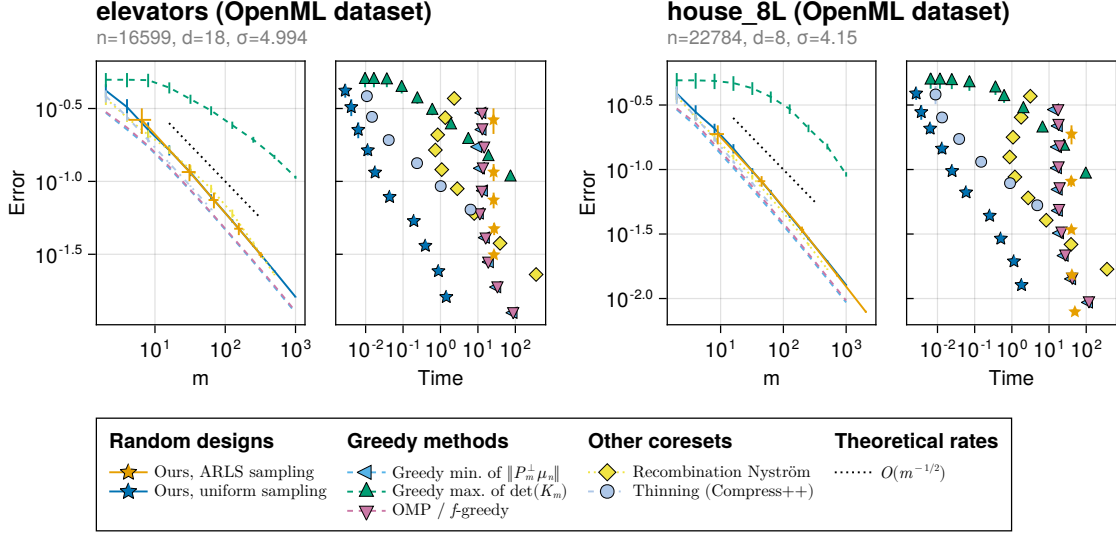 elevators (OpenML dataset)
n=16599, d=18, σ=4.994
house_8L (OpenML dataset)
n=22784, d=8, σ=4.15
Error
10^-0.5
10^-1.0
10^-1.5
10^1
10^2
10^3
m
10^-2
10^-1
10^0
10^1
10^2
Time
Error
10^-0.5
10^-1.0
10^-1.5
10^-2.0
10^1
10^2
10^3
m
10^-2
10^-1
10^0
10^1
10^2
Time
Random designs
Ours, ARLS sampling
Ours, uniform sampling
Greedy methods
Greedy min. of ‖P_m^⊥ μ_n‖
Greedy max. of det(K_m)
OMP / f-greedy
Other coresets
Recombination Nyström
Thinning (Compress++)
Theoretical rates
O(m^-1/2)